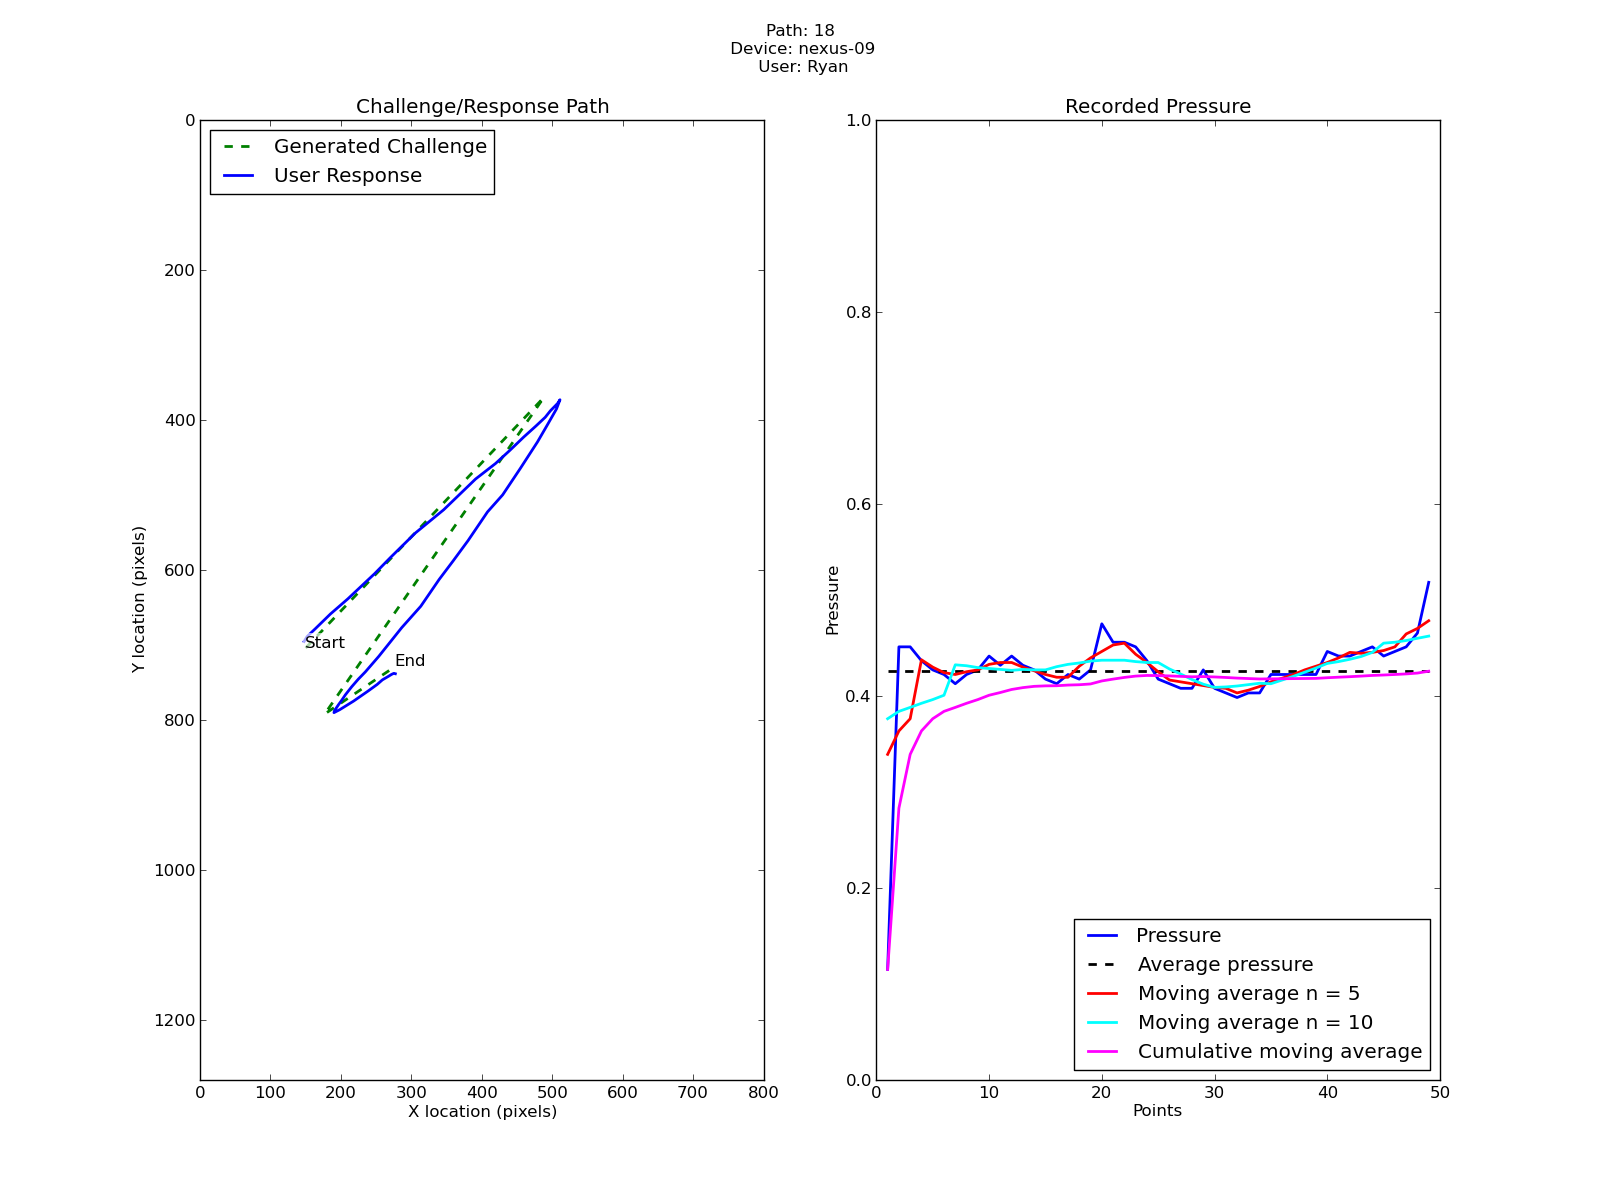 Path: 18
Device: nexus-09
User: Ryan
Challenge/Response Path
Generated Challenge
User Response
0
200
400
600
800
1000
1200
Y location (pixels)
Start
End
0 100 200 300 400 500 600 700 800
X location (pixels)
Recorded Pressure
1.0
0.8
0.6
0.4
0.2
0.0
Pressure
Pressure
Average pressure
Moving average n = 5
Moving average n = 10
Cumulative moving average
0 10 20 30 40 50
Points